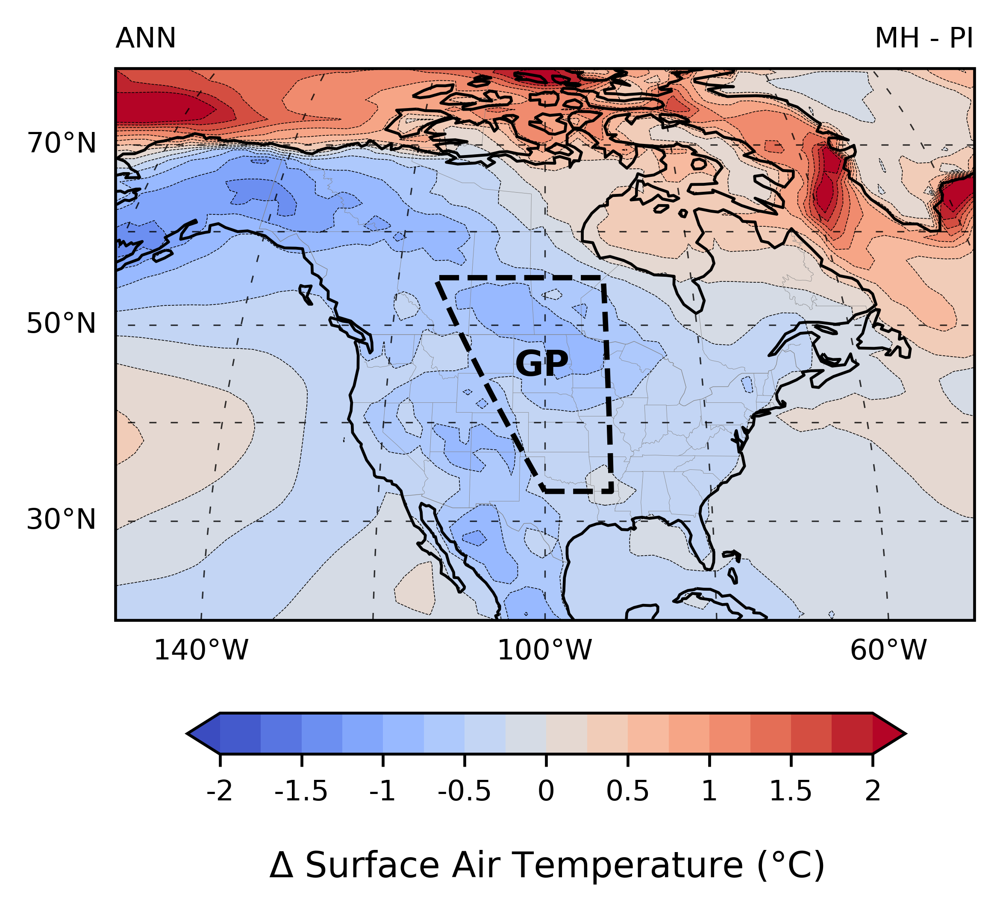 ANN MH - PI
70°N
50°N
GP
30°N
140°W 100°W 60°W
-2 -1.5 -1 -0.5 0 0.5 1 1.5 2
Δ Surface Air Temperature (°C)